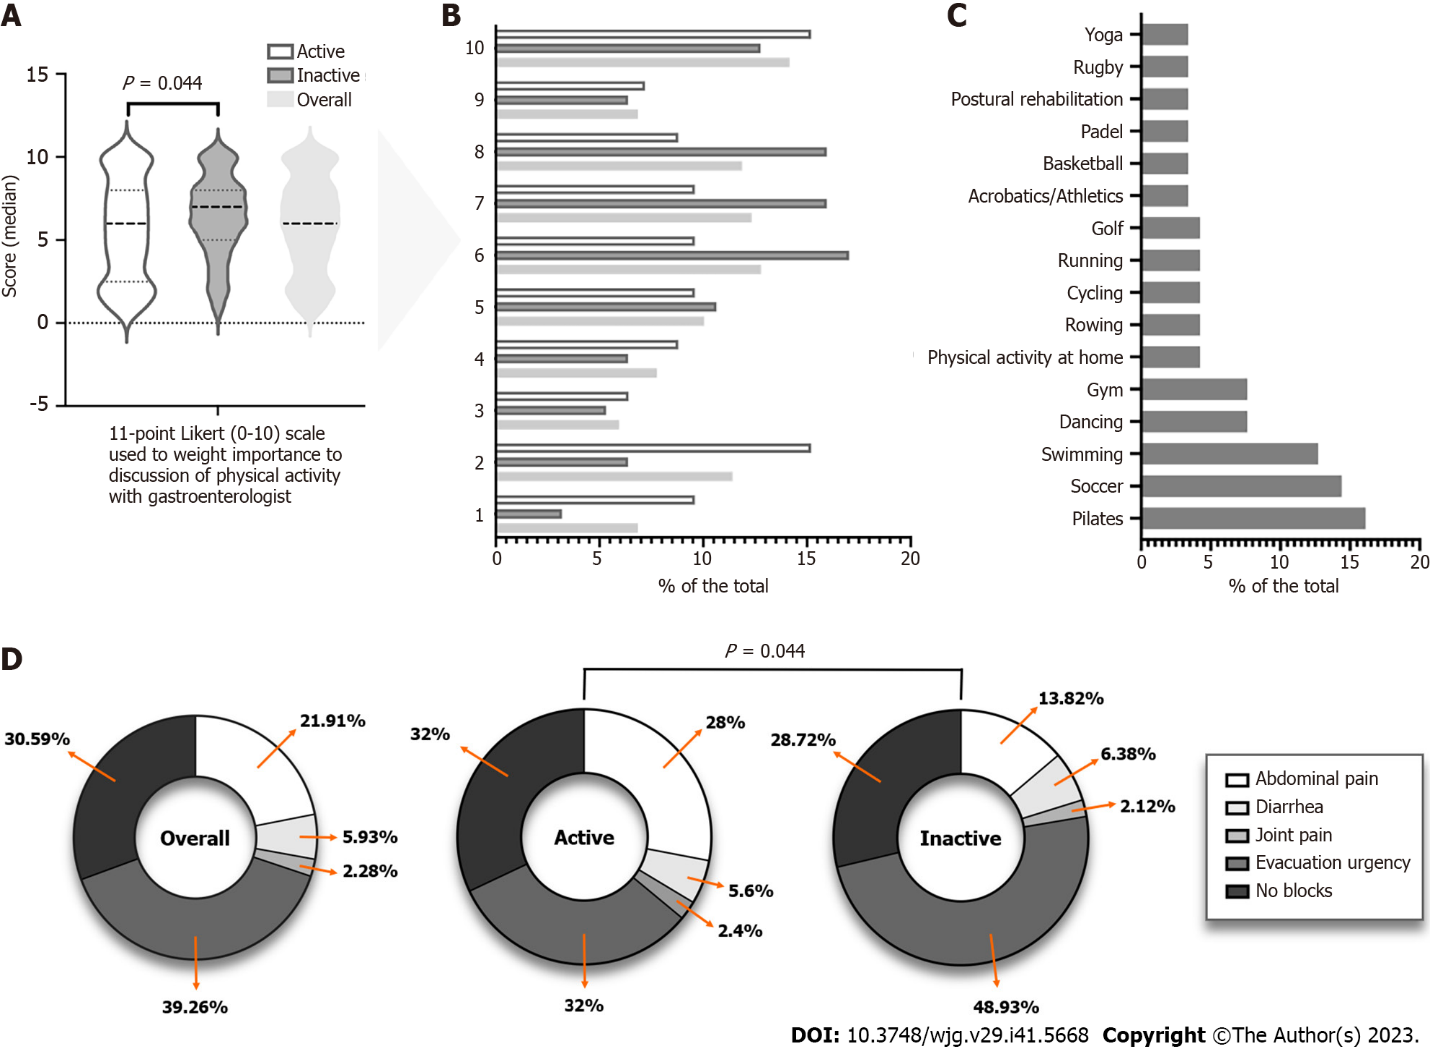 A
Active
Inactive
Overall
P = 0.044
15
10
5
0
-5
Score (median)
11-point Likert (0-10) scale
used to weight importance to
discussion of physical activity
with gastroenterologist
B
10
9
8
7
6
5
4
3
2
1
0 5 10 15 20
% of the total
C
Yoga
Rugby
Postural rehabilitation
Padel
Basketball
Acrobatics/Athletics
Golf
Running
Cycling
Rowing
Physical activity at home
Gym
Dancing
Swimming
Soccer
Pilates
0 5 10 15 20
% of the total
D
P = 0.044
30.59%
21.91%
5.93%
2.28%
39.26%
Overall
32%
28%
5.6%
2.4%
32%
Active
28.72%
13.82%
6.38%
2.12%
48.93%
Inactive
Abdominal pain
Diarrhea
Joint pain
Evacuation urgency
No blocks
DOI: 10.3748/wjg.v29.i41.5668 Copyright ©The Author(s) 2023.